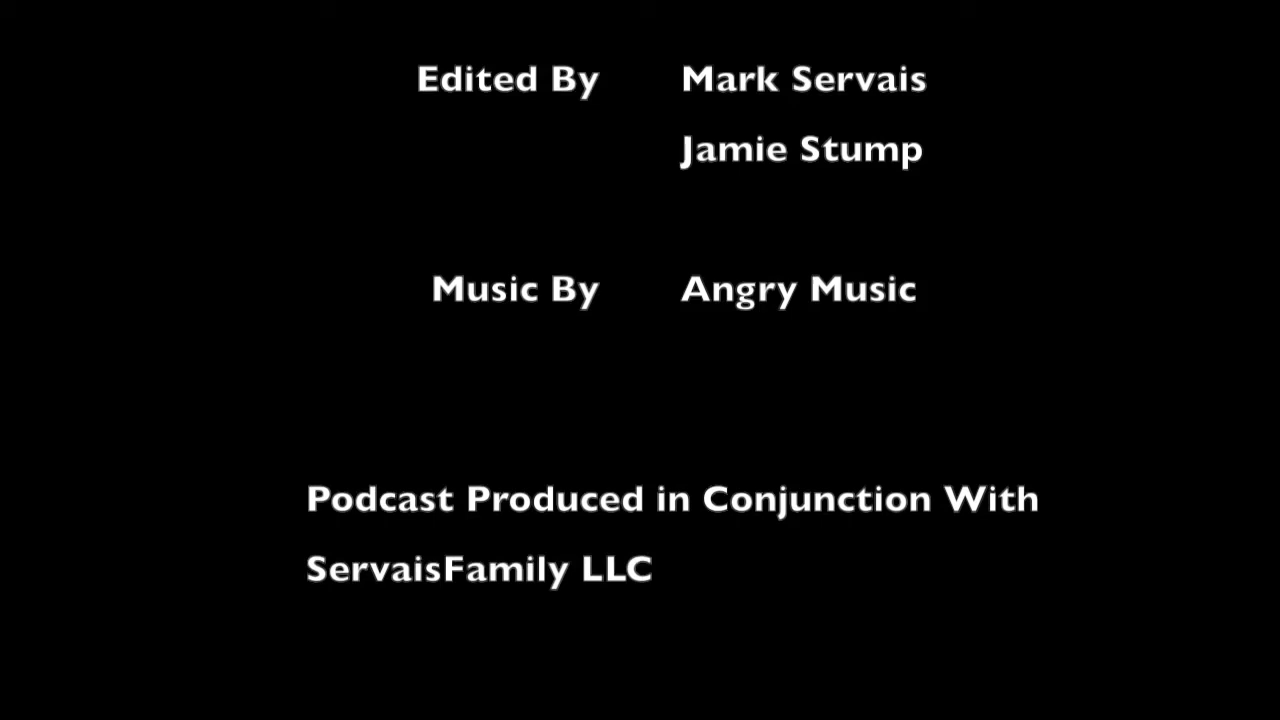 Edited By Mark Servais
Jamie Stump
Music By Angry Music
Podcast Produced in Conjunction With
ServaisFamily LLC